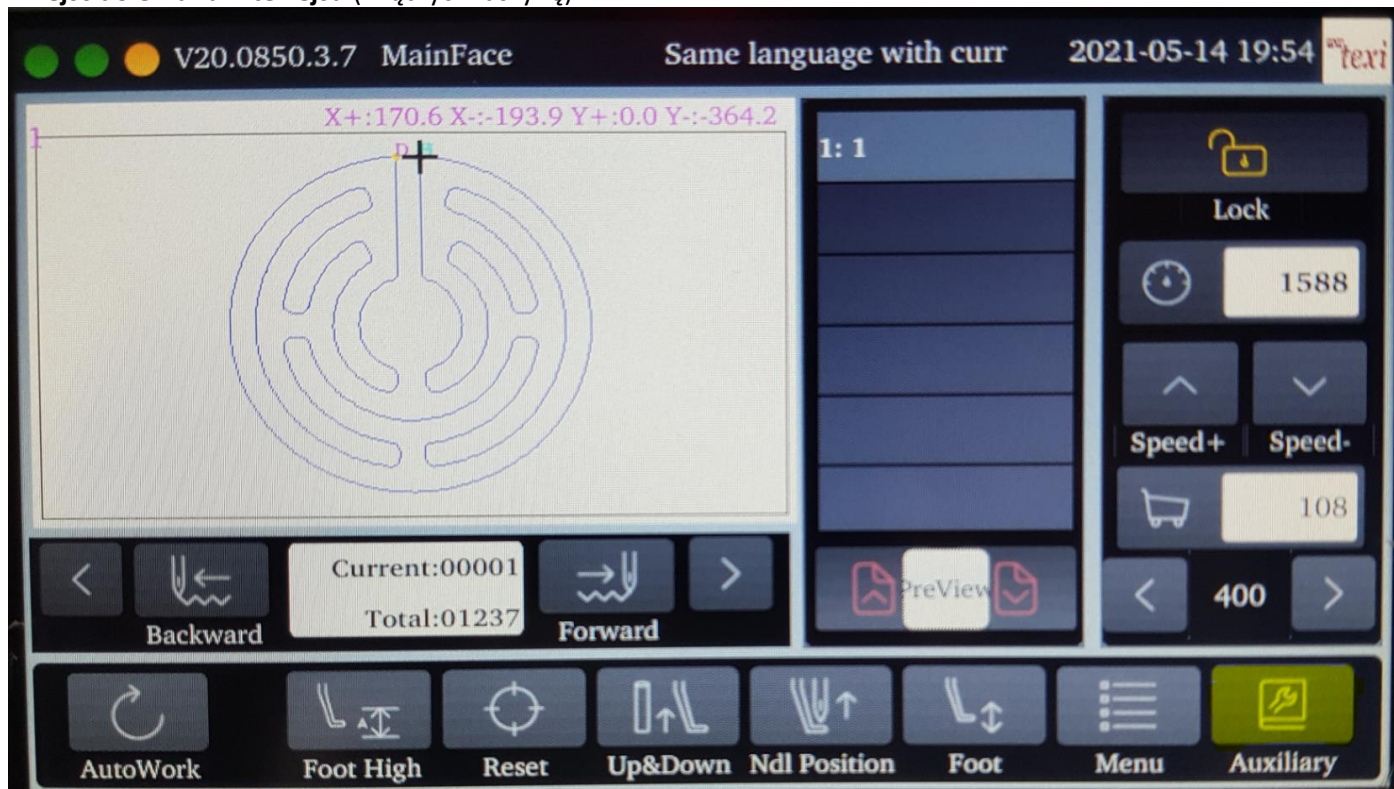 V20.0850.3.7 MainFace Same language with curr 2021-05-14 19:54 texi
X+:170.6 X-:-193.9 Y+:0.0 Y-:-364.2
1
D H
1: 1
Lock
1588
Speed+ Speed-
108
400
Current:00001
Total:01237
Backward
Forward
PreView
AutoWork
Foot High
Reset
Up&Down
Ndl Position
Foot
Menu
Auxiliary